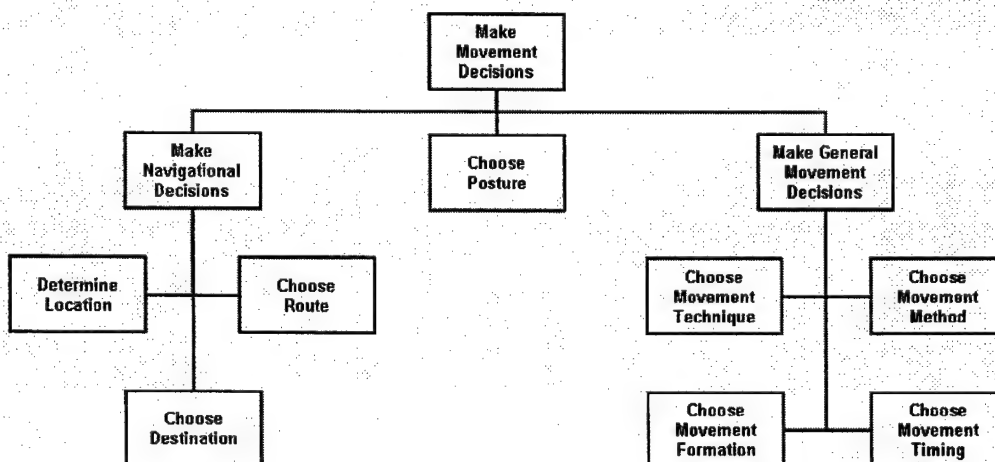 Make
Movement
Decisions
Make
Navigational
Decisions
Choose
Posture
Make General
Movement
Decisions
Determine
Location
Choose
Route
Choose
Movement
Technique
Choose
Movement
Method
Choose
Destination
Choose
Movement
Formation
Choose
Movement
Timing